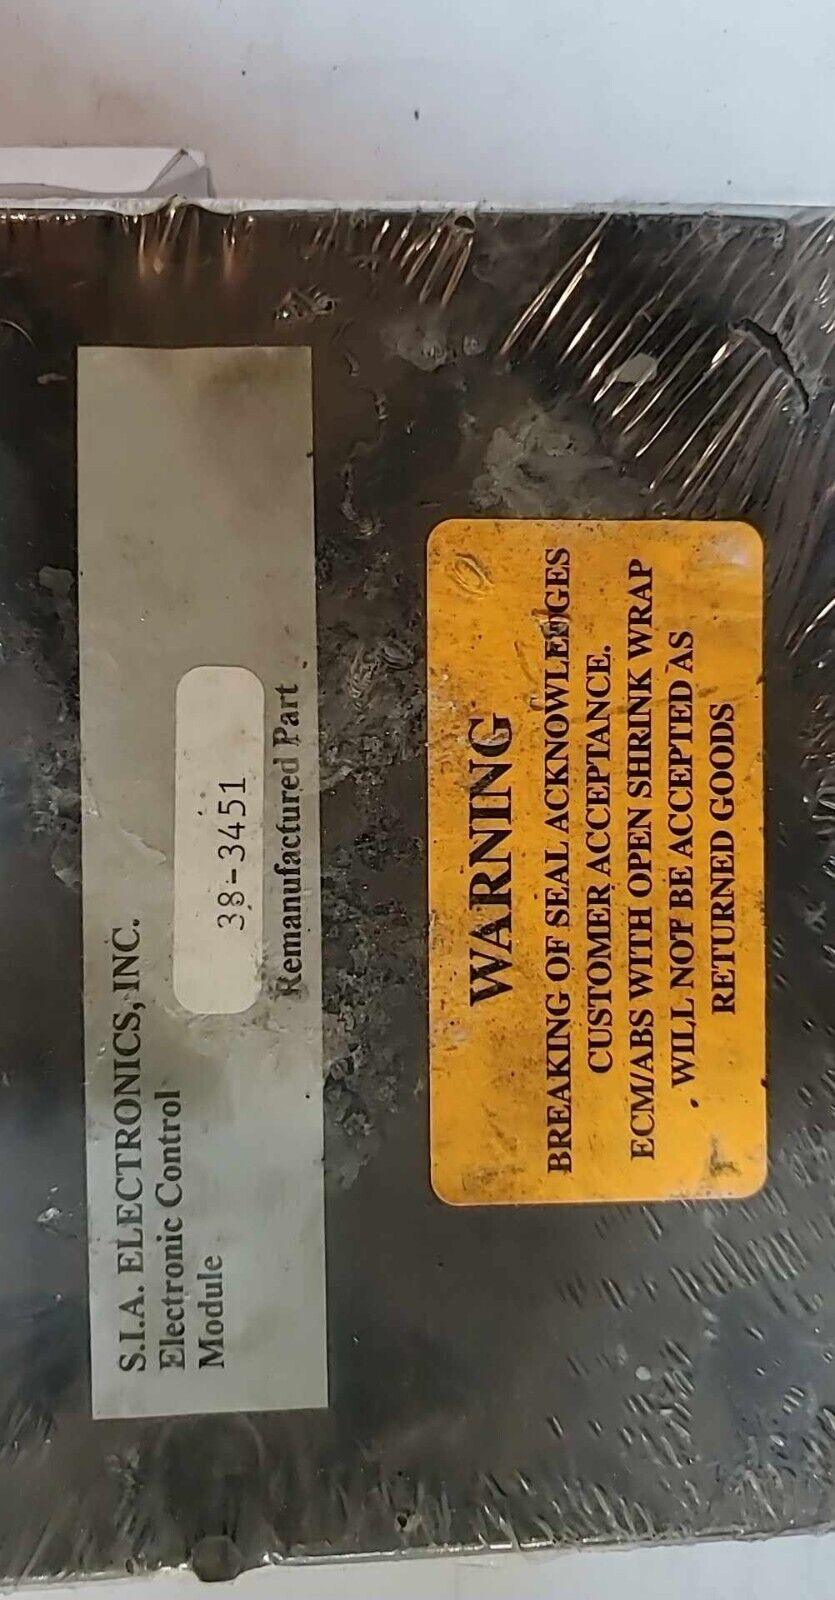 S.I.A. ELECTRONICS, INC.
Electronic Control
Module
38-3451
Remanufactured Part
WARNING
BREAKING OF SEAL ACKNOWLEDGES
CUSTOMER ACCEPTANCE.
ECM/ABS WITH OPEN SHRINK WRAP
WILL NOT BE ACCEPTED AS
RETURNED GOODS